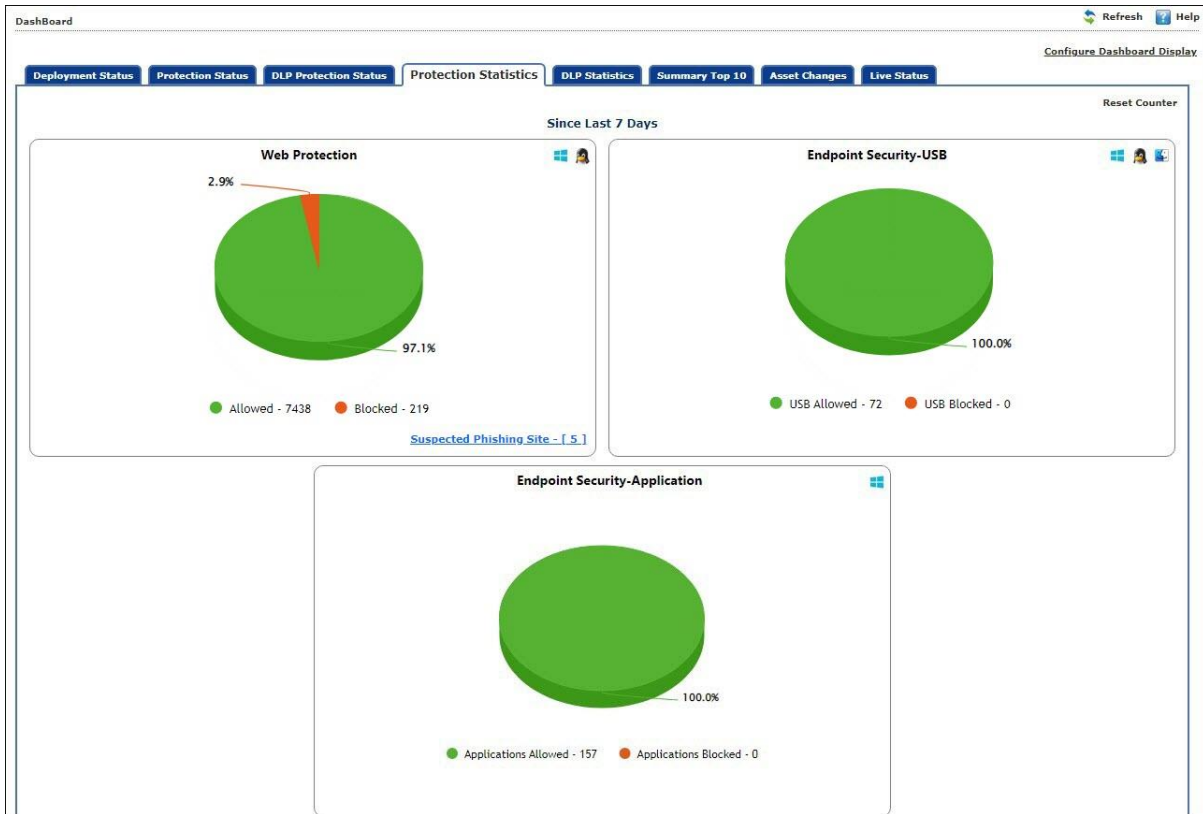 DashBoard
Refresh Help
Configure Dashboard Display
Deployment Status Protection Status DLP Protection Status Protection Statistics DLP Statistics Summary Top 10 Asset Changes Live Status
Reset Counter
Since Last 7 Days
Web Protection
2.9%
97.1%
Allowed - 7438 Blocked - 219
Suspected Phishing Site - [ 5 ]
Endpoint Security-USB
100.0%
USB Allowed - 72 USB Blocked - 0
Endpoint Security-Application
100.0%
Applications Allowed - 157 Applications Blocked - 0